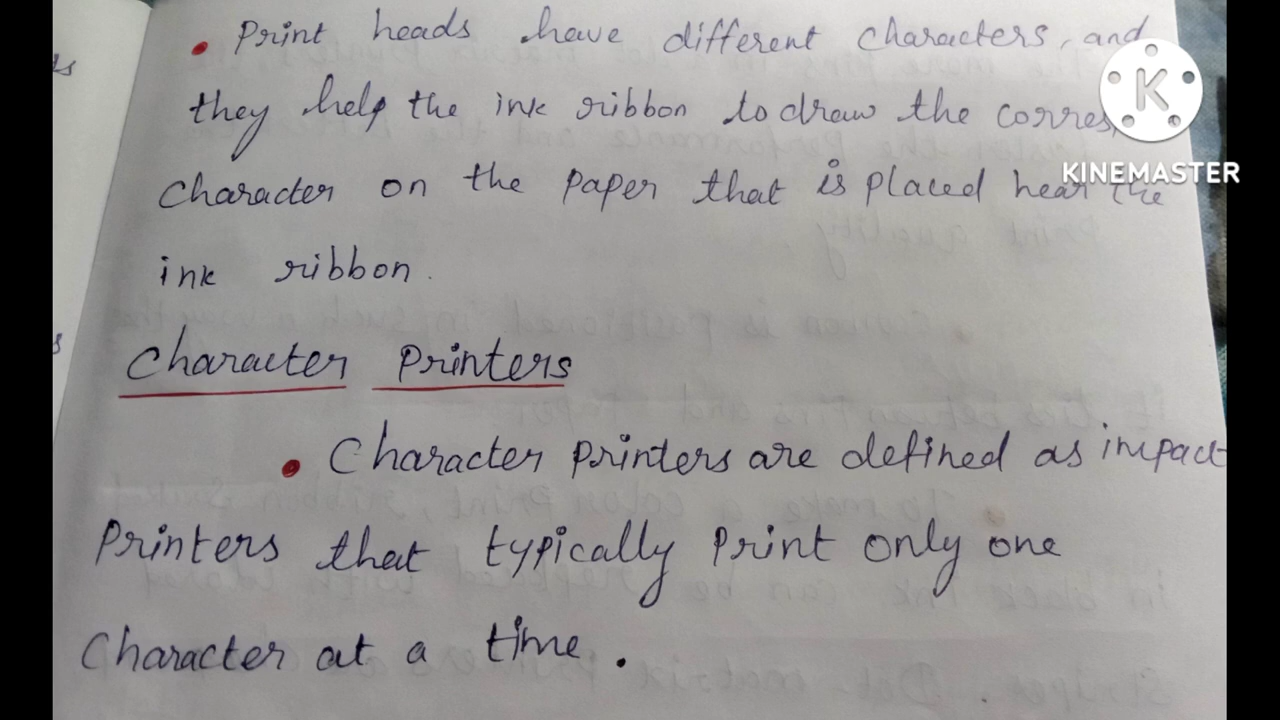 • Print heads have different characters, and
they help the ink ribbon to draw the corres
character on the paper that is placed near the
ink ribbon.
Character Printers
• Character printers are defined as impact
Printers that typically print only one
character at a time.
KINEMASTER